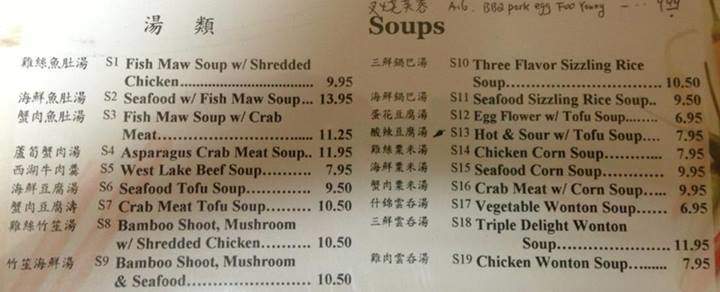 叉燒芙蓉 A16. BBQ pork egg Foo Young --- 9.99
湯 類
雞絲魚肚湯 S1 Fish Maw Soup w/ Shredded
Chicken............................... 9.95
海鮮魚肚湯 S2 Seafood w/ Fish Maw Soup... 13.95
蟹肉魚肚湯 S3 Fish Maw Soup w/ Crab
Meat.................................... 11.25
蘆筍蟹肉湯 S4 Asparagus Crab Meat Soup.. 11.95
西湖牛肉羹 S5 West Lake Beef Soup.......... 7.95
海鮮豆腐湯 S6 Seafood Tofu Soup............ 9.50
蟹肉豆腐濤 S7 Crab Meat Tofu Soup......... 10.50
雞絲竹笙湯 S8 Bamboo Shoot, Mushroom
w/ Shredded Chicken............ 10.50
竹笙海鮮湯 S9 Bamboo Shoot, Mushroom
& Seafood........................... 10.50
Soups
三鮮鍋巴湯 S10 Three Flavor Sizzling Rice
Soup................................ 10.50
海鮮鍋巴湯 S11 Seafood Sizzling Rice Soup.. 9.50
蛋花豆腐湯 S12 Egg Flower w/ Tofu Soup...... 6.95
酸辣豆腐湯 S13 Hot & Sour w/ Tofu Soup.... 7.95
雞絲粟米湯 S14 Chicken Corn Soup............. 7.95
海鮮粟米湯 S15 Seafood Corn Soup.............. 9.95
蟹肉粟米湯 S16 Crab Meat w/ Corn Soup..... 9.95
什錦雲吞湯 S17 Vegetable Wonton Soup...... 6.95
三鮮雲吞湯 S18 Triple Delight Wonton
Soup........................ 11.95
雞肉雲吞湯 S19 Chicken Wonton Soup......... 7.95